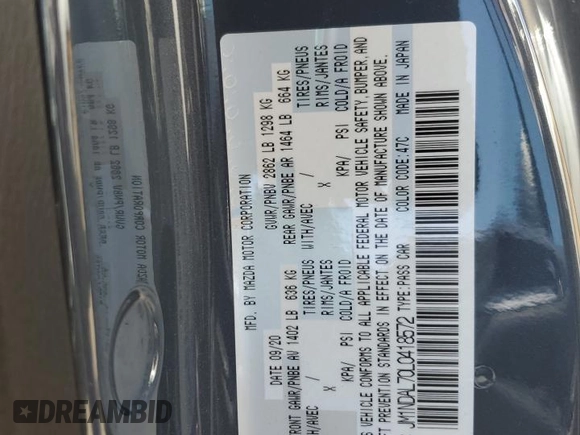 MFD. BY MAZDA MOTOR CORPORATION
DATE 09/20 GVWR/PNBV 2862 LB 1298 KG
FRONT GAWR/PNBE AV 1402 LB 636 KG REAR GAWR/PNBE AR 1464 LB 664 KG
TIRES/PNEUS WITH/AVEC TIRES/PNEUS
WITH/AVEC / RIMS/JANTES / X RIMS/JANTES
X KPA/ PSI COLD/A FROID KPA/ PSI COLD/A FROID
VEHICLE CONFORMS TO ALL APPLICABLE FEDERAL MOTOR VEHICLE SAFETY, BUMPER, AND
PREVENTION STANDARDS IN EFFECT ON THE DATE OF MANUFACTURE SHOWN ABOVE.
JM1NDAL70L0418572 TYPE:PASS CAR COLOR CODE:47C MADE IN JAPAN
DREAMBID